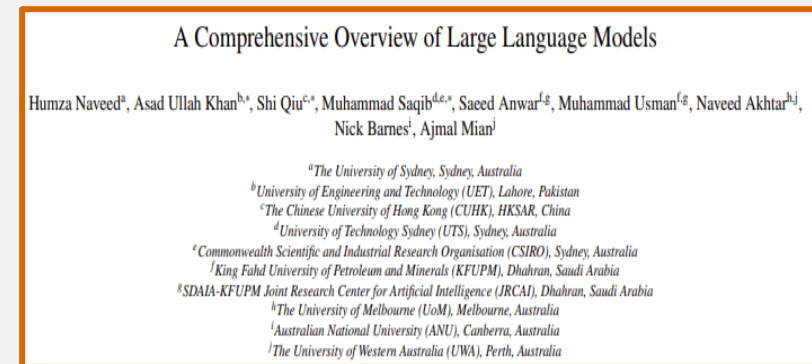 A Comprehensive Overview of Large Language Models
Humza Naveedᵃ, Asad Ullah Khanᵇ,*, Shi Qiuᶜ,*, Muhammad Saqibᵈ,ᵉ,*, Saeed Anwarᶠ,ᵍ, Muhammad Usmanᶠ,ᵍ, Naveed Akhtarʰ,ʲ,
Nick Barnesⁱ, Ajmal Mianʲ
ᵃThe University of Sydney, Sydney, Australia
ᵇUniversity of Engineering and Technology (UET), Lahore, Pakistan
ᶜThe Chinese University of Hong Kong (CUHK), HKSAR, China
ᵈUniversity of Technology Sydney (UTS), Sydney, Australia
ᵉCommonwealth Scientific and Industrial Research Organisation (CSIRO), Sydney, Australia
ᶠKing Fahd University of Petroleum and Minerals (KFUPM), Dhahran, Saudi Arabia
ᵍSDAIA-KFUPM Joint Research Center for Artificial Intelligence (JRCAI), Dhahran, Saudi Arabia
ʰThe University of Melbourne (UoM), Melbourne, Australia
ⁱAustralian National University (ANU), Canberra, Australia
ʲThe University of Western Australia (UWA), Perth, Australia